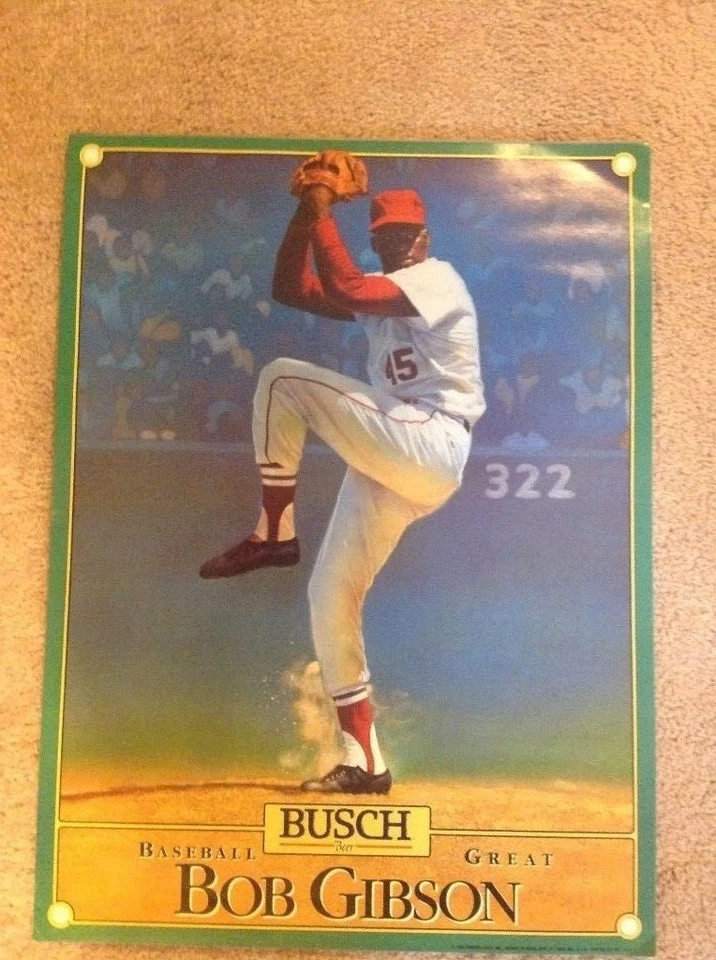 45
322
BUSCH
Beer
BASEBALL GREAT
BOB GIBSON